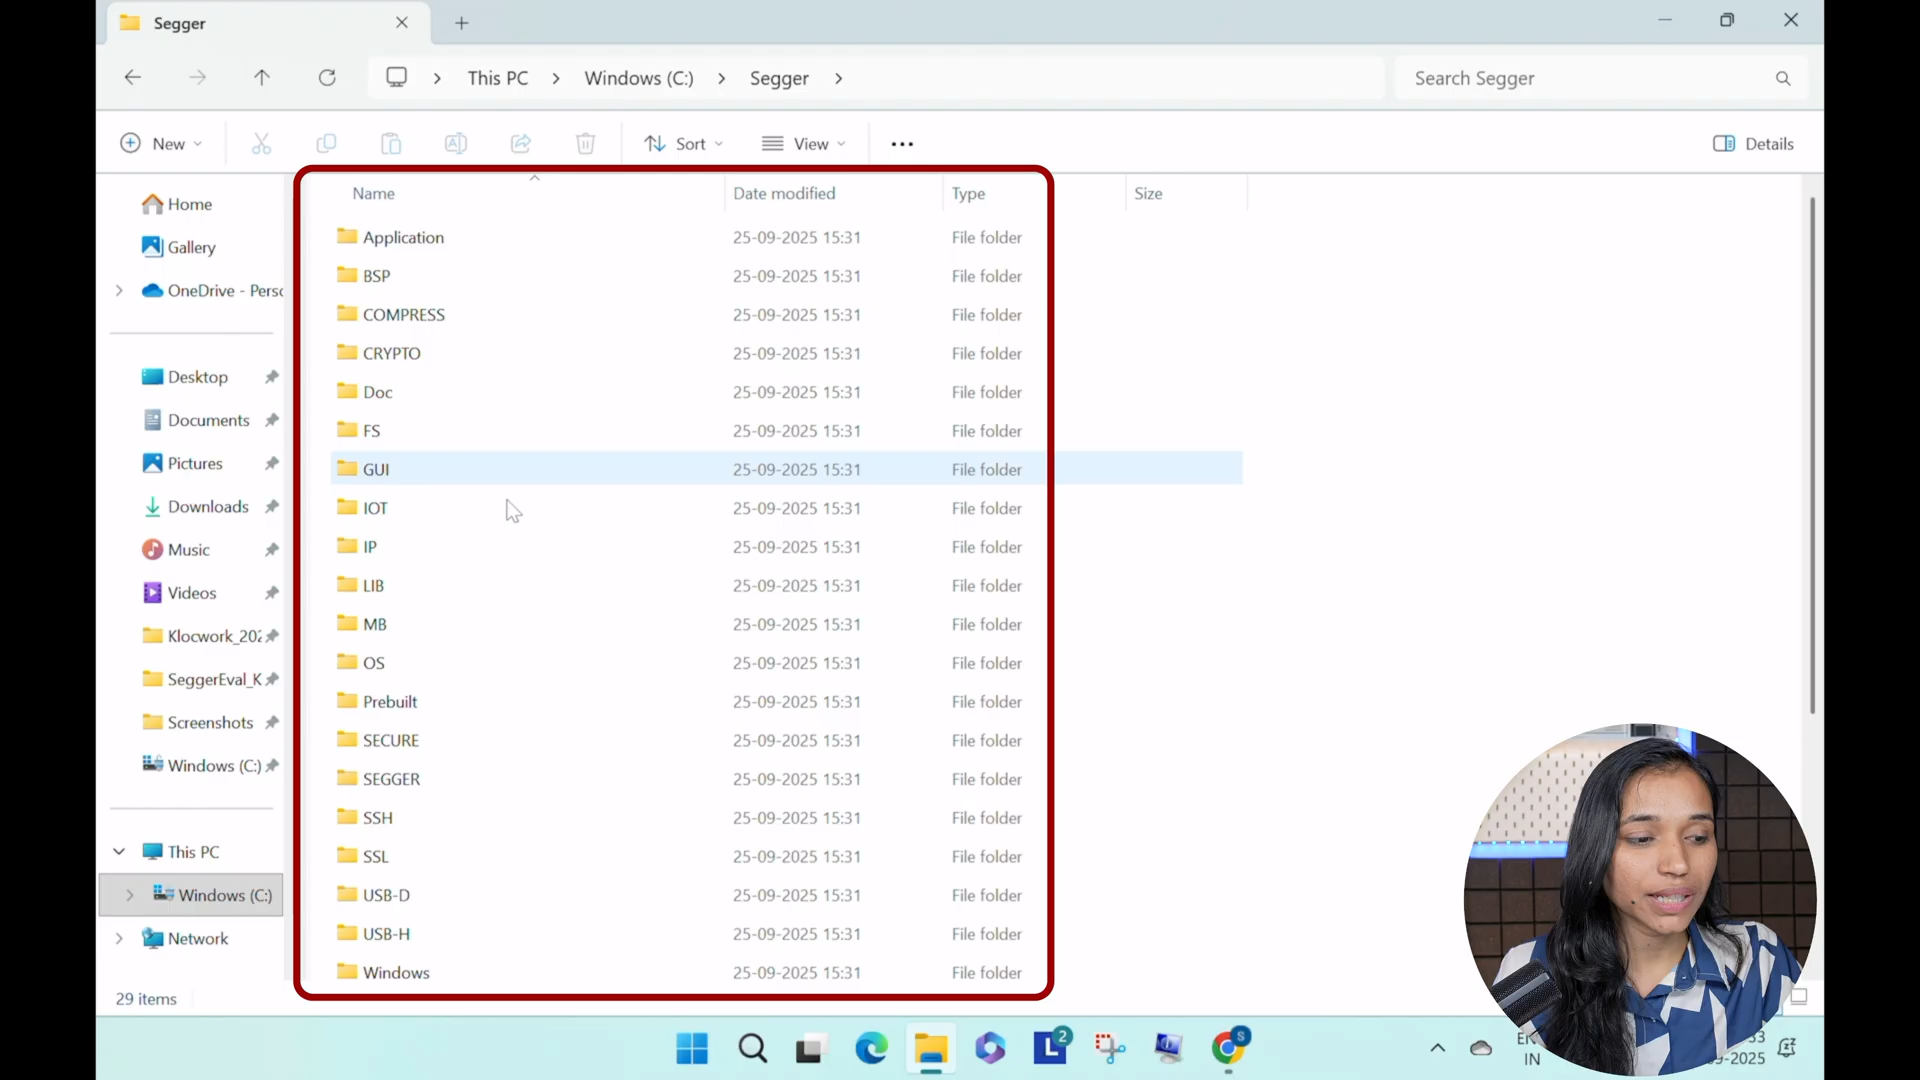 Segger
This PC
Windows (C:)
Segger
Search Segger
New
Sort
View
Details
Home
Gallery
OneDrive - Perso
Desktop
Documents
Pictures
Downloads
Music
Videos
Klocwork_202
SeggerEval_K
Screenshots
Windows (C:)
This PC
Windows (C:)
Network
Name Date modified Type Size
Application 25-09-2025 15:31 File folder
BSP 25-09-2025 15:31 File folder
COMPRESS 25-09-2025 15:31 File folder
CRYPTO 25-09-2025 15:31 File folder
Doc 25-09-2025 15:31 File folder
FS 25-09-2025 15:31 File folder
GUI 25-09-2025 15:31 File folder
IOT 25-09-2025 15:31 File folder
IP 25-09-2025 15:31 File folder
LIB 25-09-2025 15:31 File folder
MB 25-09-2025 15:31 File folder
OS 25-09-2025 15:31 File folder
Prebuilt 25-09-2025 15:31 File folder
SECURE 25-09-2025 15:31 File folder
SEGGER 25-09-2025 15:31 File folder
SSH 25-09-2025 15:31 File folder
SSL 25-09-2025 15:31 File folder
USB-D 25-09-2025 15:31 File folder
USB-H 25-09-2025 15:31 File folder
Windows 25-09-2025 15:31 File folder
29 items
L
2
S
IN
-2025